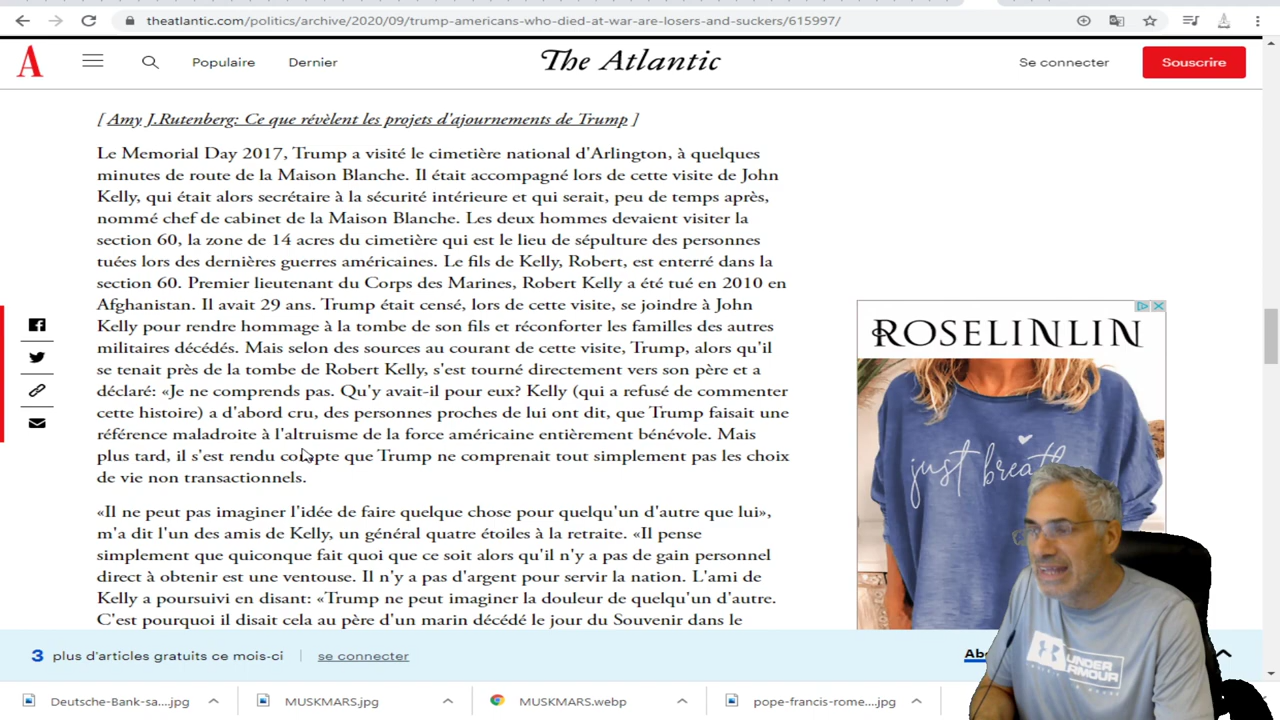 theatlantic.com/politics/archive/2020/09/trump-americans-who-died-at-war-are-losers-and-suckers/615997/
A
Populaire
Dernier
The Atlantic
Se connecter
Souscrire
[ Amy J.Rutenberg: Ce que révèlent les projets d'ajournements de Trump ]
Le Memorial Day 2017, Trump a visité le cimetière national d'Arlington, à quelques
minutes de route de la Maison Blanche. Il était accompagné lors de cette visite de John
Kelly, qui était alors secrétaire à la sécurité intérieure et qui serait, peu de temps après,
nommé chef de cabinet de la Maison Blanche. Les deux hommes devaient visiter la
section 60, la zone de 14 acres du cimetière qui est le lieu de sépulture des personnes
tuées lors des dernières guerres américaines. Le fils de Kelly, Robert, est enterré dans la
section 60. Premier lieutenant du Corps des Marines, Robert Kelly a été tué en 2010 en
Afghanistan. Il avait 29 ans. Trump était censé, lors de cette visite, se joindre à John
Kelly pour rendre hommage à la tombe de son fils et réconforter les familles des autres
militaires décédés. Mais selon des sources au courant de cette visite, Trump, alors qu'il
se tenait près de la tombe de Robert Kelly, s'est tourné directement vers son père et a
déclaré: «Je ne comprends pas. Qu'y avait-il pour eux? Kelly (qui a refusé de commenter
cette histoire) a d'abord cru, des personnes proches de lui ont dit, que Trump faisait une
référence maladroite à l'altruisme de la force américaine entièrement bénévole. Mais
plus tard, il s'est rendu compte que Trump ne comprenait tout simplement pas les choix
de vie non transactionnels.
«Il ne peut pas imaginer l'idée de faire quelque chose pour quelqu'un d'autre que lui»,
m'a dit l'un des amis de Kelly, un général quatre étoiles à la retraite. «Il pense
simplement que quiconque fait quoi que ce soit alors qu'il n'y a pas de gain personnel
direct à obtenir est une ventouse. Il n'y a pas d'argent pour servir la nation. L'ami de
Kelly a poursuivi en disant: «Trump ne peut imaginer la douleur de quelqu'un d'autre.
C'est pourquoi il disait cela au père d'un marin décédé le jour du Souvenir dans le
ROSELINLIN
just breath
UNDER
ARMOUR
3 plus d'articles gratuits ce mois-ci
se connecter
Deutsche-Bank-sa....jpg
MUSKMARS.jpg
MUSKMARS.webp
pope-francis-rome....jpg